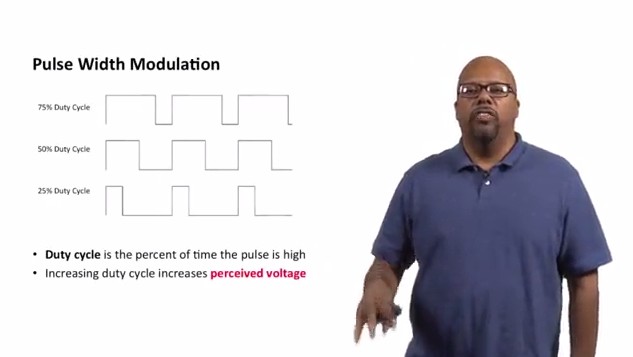 Pulse Width Modulation
75% Duty Cycle
50% Duty Cycle
25% Duty Cycle
• Duty cycle is the percent of time the pulse is high
• Increasing duty cycle increases perceived voltage